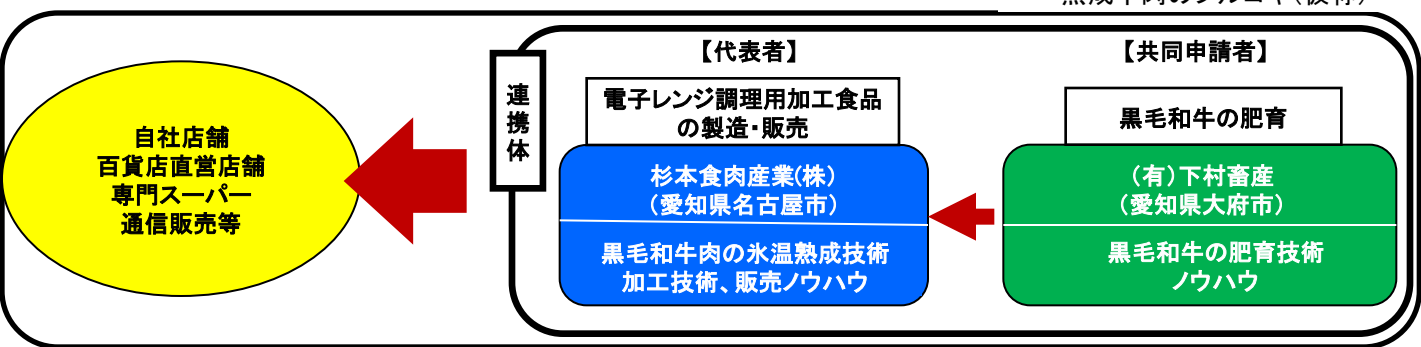 【代表者】
【共同申請者】
連
携
体
電子レンジ調理用加工食品
の製造・販売
黒毛和牛の肥育
自社店舗
百貨店直営店舗
専門スーパー
通信販売等
杉本食肉産業(株)
(愛知県名古屋市)
(有)下村畜産
(愛知県大府市)
黒毛和牛肉の氷温熟成技術
加工技術、販売ノウハウ
黒毛和牛の肥育技術
ノウハウ